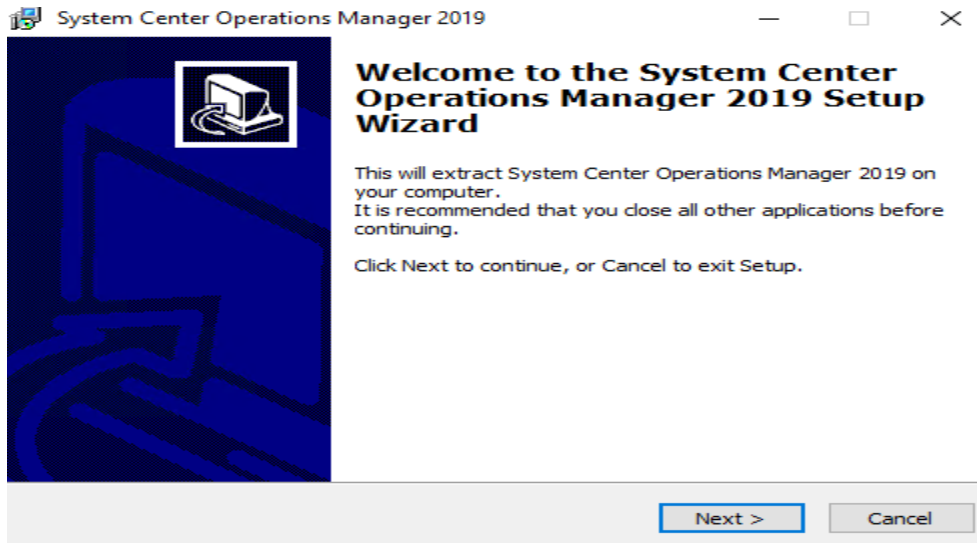 System Center Operations Manager 2019
Welcome to the System Center
Operations Manager 2019 Setup
Wizard
This will extract System Center Operations Manager 2019 on
your computer.
It is recommended that you close all other applications before
continuing.
Click Next to continue, or Cancel to exit Setup.
Next >
Cancel